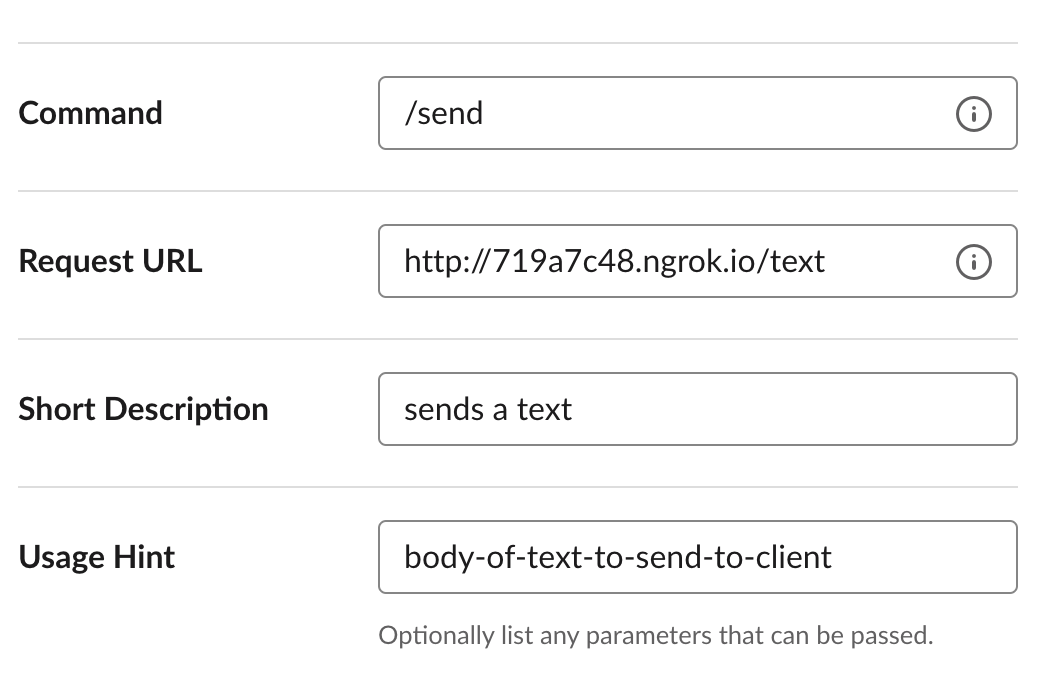 Command
/send
Request URL
http://719a7c48.ngrok.io/text
Short Description
sends a text
Usage Hint
body-of-text-to-send-to-client
Optionally list any parameters that can be passed.